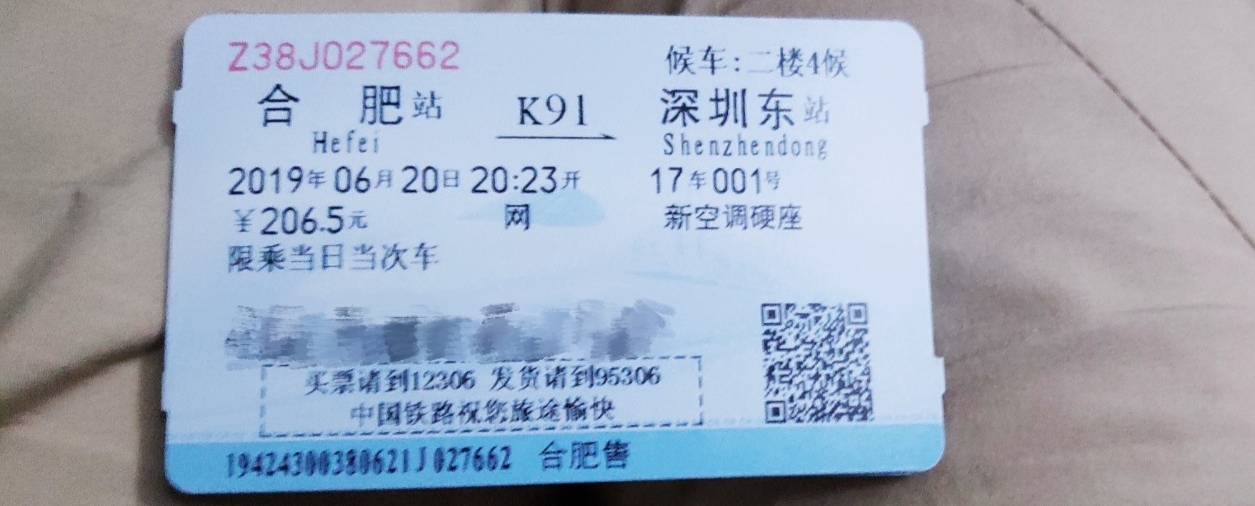 Z38J027662 候车:二楼4候
合肥站 K91 深圳东站
Hefei Shenzhendong
2019年06月20日20:23开 17车001号
¥206.5元 网 新空调硬座
限乘当日当次车
买票请到12306 发货请到95306
中国铁路祝您旅途愉快
19424300380621J027662 合肥售